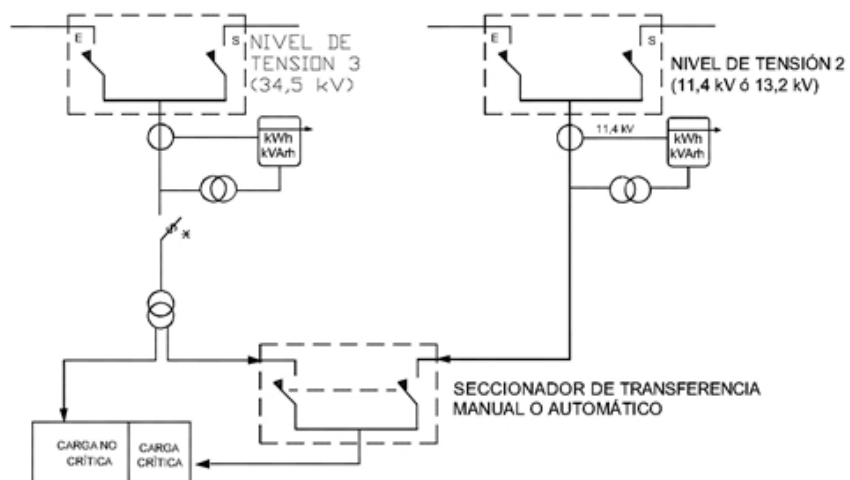 E
S
NIVEL DE
TENSION 3
(34,5 kV)
kWh
kVArh
E
S
NIVEL DE TENSIÓN 2
(11,4 kV ó 13,2 kV)
11,4 kV
kWh
kVArh
*
SECCIONADOR DE TRANSFERENCIA
MANUAL O AUTOMÁTICO
CARGA NO
CRÍTICA
CARGA
CRÍTICA